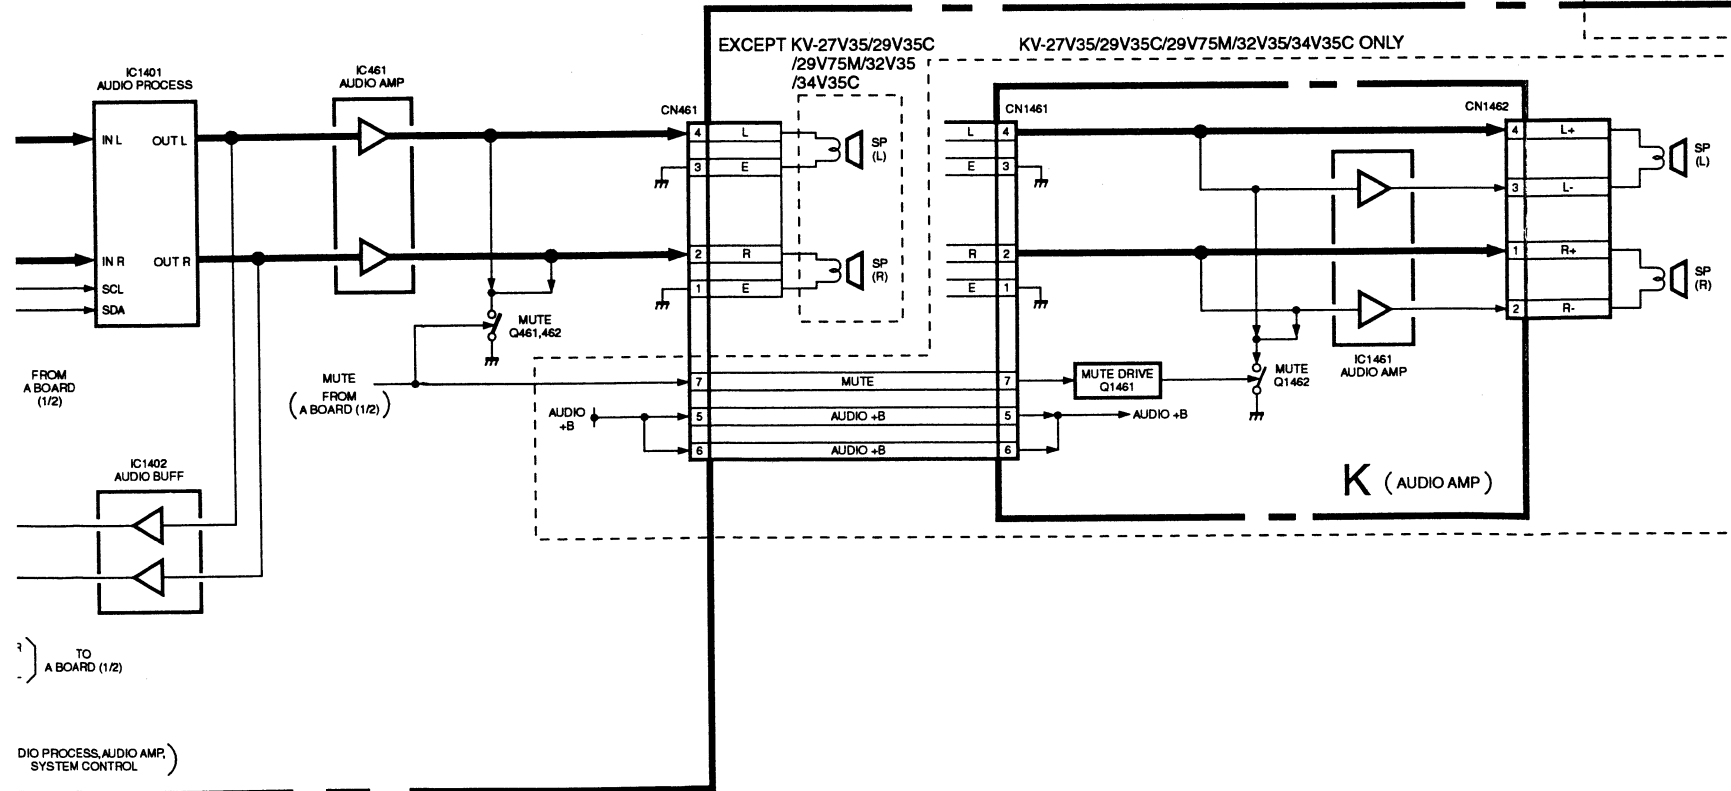 EXCEPT KV-27V35/29V35C
/29V75M/32V35
/34V35C
KV-27V35/29V35C/29V75M/32V35/34V35C ONLY
IC1401
AUDIO PROCESS
IN L
OUT L
IN R
OUT R
SCL
SDA
IC461
AUDIO AMP
CN461
4
L
3
E
2
R
1
E
SP
(L)
SP
(R)
MUTE
Q461,462
FROM
A BOARD
(1/2)
MUTE
( FROM
A BOARD (1/2) )
7
MUTE
7
AUDIO
+B
5
AUDIO +B
5
6
AUDIO +B
6
CN1461
L
4
E
3
R
2
E
1
CN1462
4
L+
3
L-
1
R+
2
R-
SP
(L)
SP
(R)
IC1461
AUDIO AMP
MUTE DRIVE
Q1461
MUTE
Q1462
AUDIO +B
K ( AUDIO AMP )
IC1402
AUDIO BUFF
TO
A BOARD (1/2)
DIO PROCESS,AUDIO AMP,
SYSTEM CONTROL )